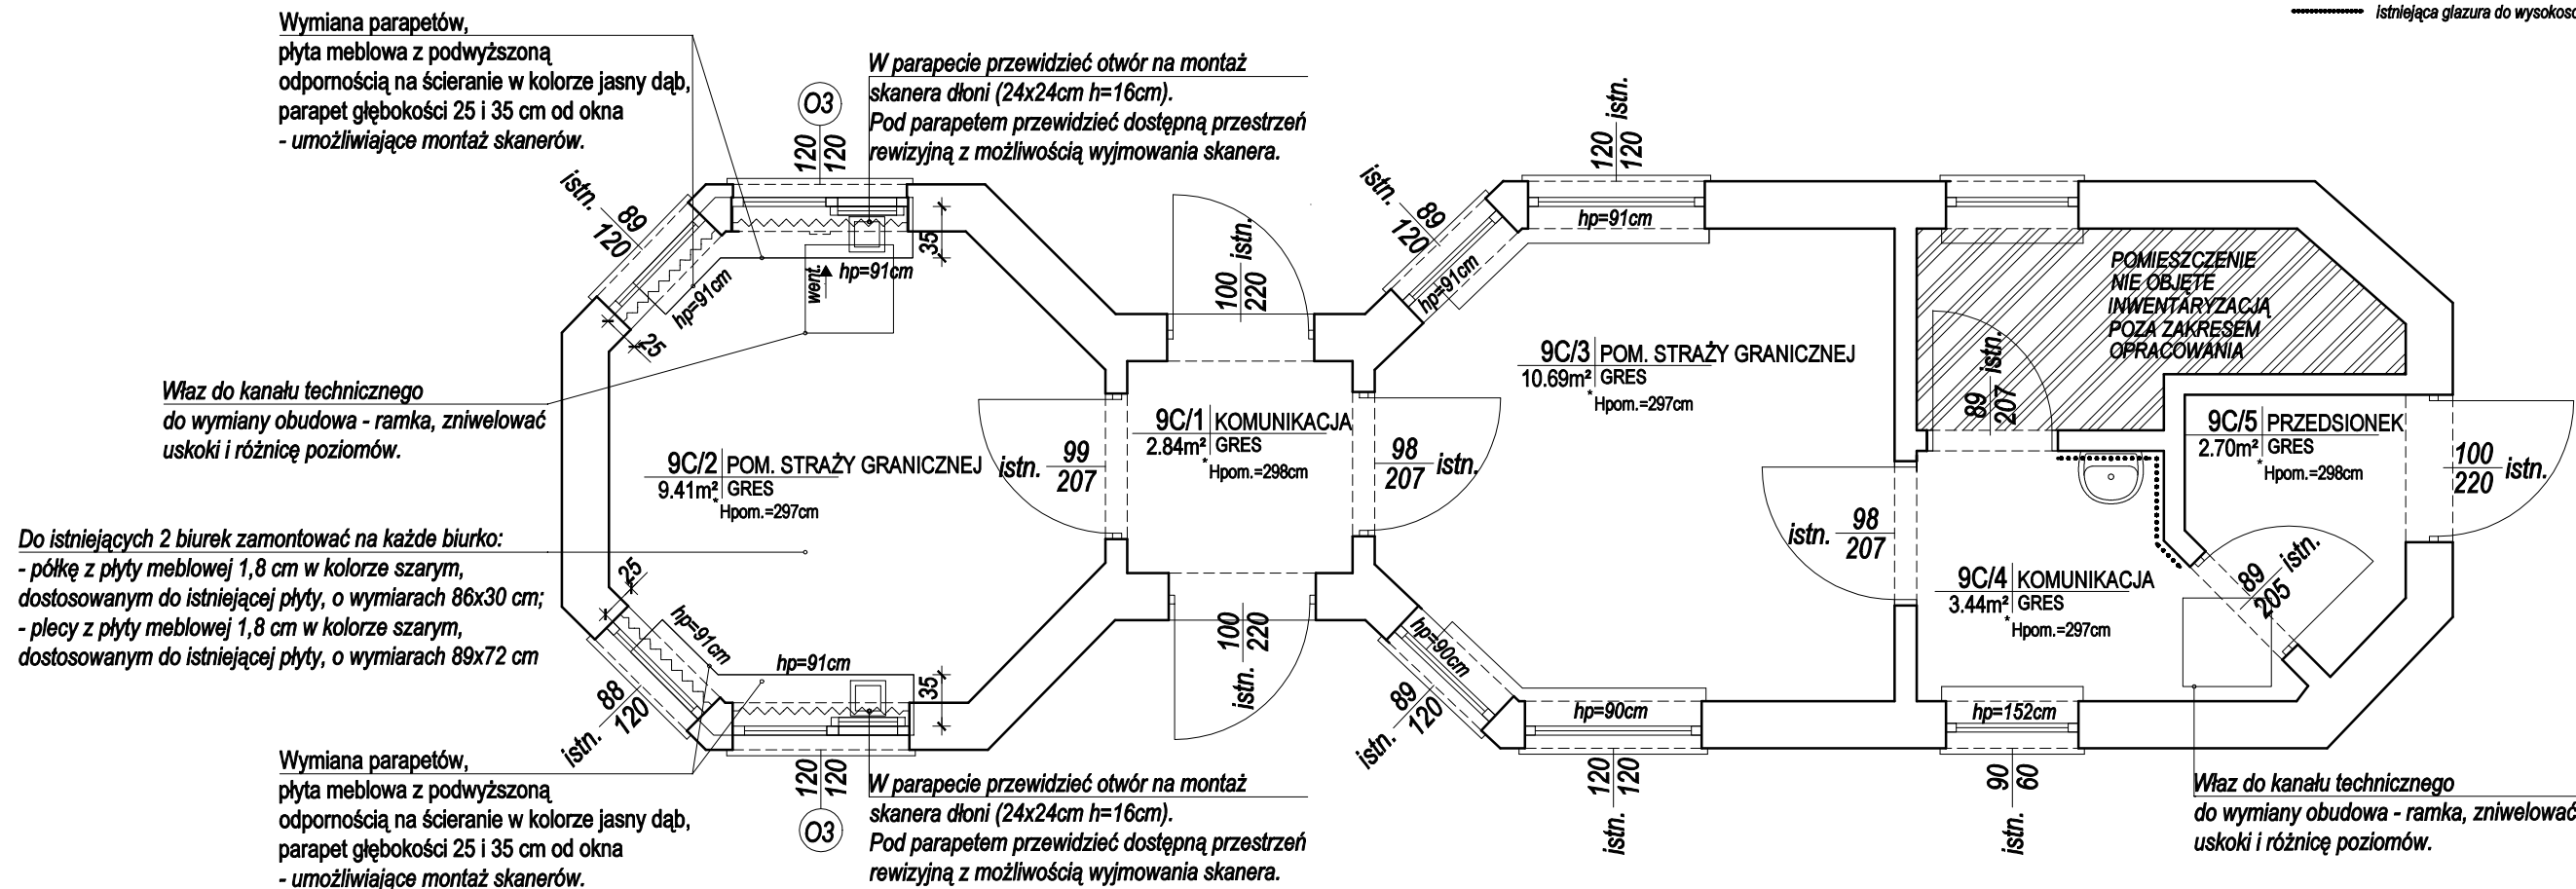 istniejąca glazura do wysokośc
Wymiana parapetów,
płyta meblowa z podwyższoną
odpornością na ścieranie w kolorze jasny dąb,
parapet głębokości 25 i 35 cm od okna
- umożliwiające montaż skanerów.
O3
120
120
W parapecie przewidzieć otwór na montaż
skanera dłoni (24x24cm h=16cm).
Pod parapetem przewidzieć dostępną przestrzeń
rewizyjną z możliwością wyjmowania skanera.
istn.
89
120
istn.
120
120
istn.
89
120
hp=91cm
hp=91cm
35
wert.
hp=91cm
25
istn.
100
220
hp=91cm
POMIESZCZENIE
NIE OBJĘTE
INWENTARYZACJĄ
POZA ZAKRESEM
OPRACOWANIA
istn.
89
207
Właz do kanału technicznego
do wymiany obudowa - ramka, zniwelować
uskoki i różnicę poziomów.
9C/2 POM. STRAŻY GRANICZNEJ
9.41m² GRES
* Hpom.=297cm
istn. 99
207
9C/1 KOMUNIKACJA
2.84m² GRES
* Hpom.=298cm
98 istn.
207
9C/3 POM. STRAŻY GRANICZNEJ
10.69m² GRES
* Hpom.=297cm
9C/5 PRZEDSIONEK
2.70m² GRES
* Hpom.=298cm
100 istn.
220
istn. 98
207
9C/4 KOMUNIKACJA
3.44m² GRES
* Hpom.=297cm
istn.
89
205
Do istniejących 2 biurek zamontować na każde biurko:
- półkę z płyty meblowej 1,8 cm w kolorze szarym,
dostosowanym do istniejącej płyty, o wymiarach 86x30 cm;
- plecy z płyty meblowej 1,8 cm w kolorze szarym,
dostosowanym do istniejącej płyty, o wymiarach 89x72 cm
25
hp=91cm
hp=91cm
35
istn.
88
120
100
220
istn.
hp=90cm
istn.
89
120
hp=90cm
hp=152cm
Wymiana parapetów,
płyta meblowa z podwyższoną
odpornością na ścieranie w kolorze jasny dąb,
parapet głębokości 25 i 35 cm od okna
- umożliwiające montaż skanerów.
120
120
O3
W parapecie przewidzieć otwór na montaż
skanera dłoni (24x24cm h=16cm).
Pod parapetem przewidzieć dostępną przestrzeń
rewizyjną z możliwością wyjmowania skanera.
120
120
istn.
90
60
istn.
Właz do kanału technicznego
do wymiany obudowa - ramka, zniwelować
uskoki i różnicę poziomów.